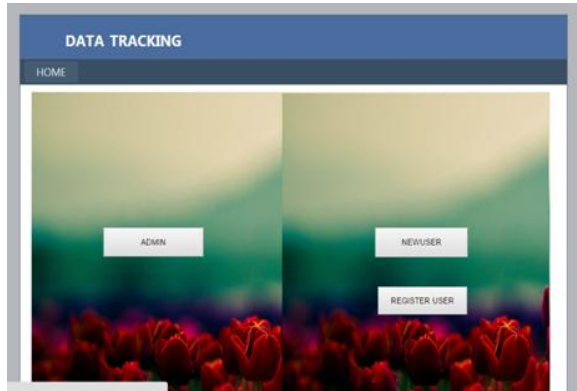 DATA TRACKING
HOME
ADMIN
NEWUSER
REGISTER USER